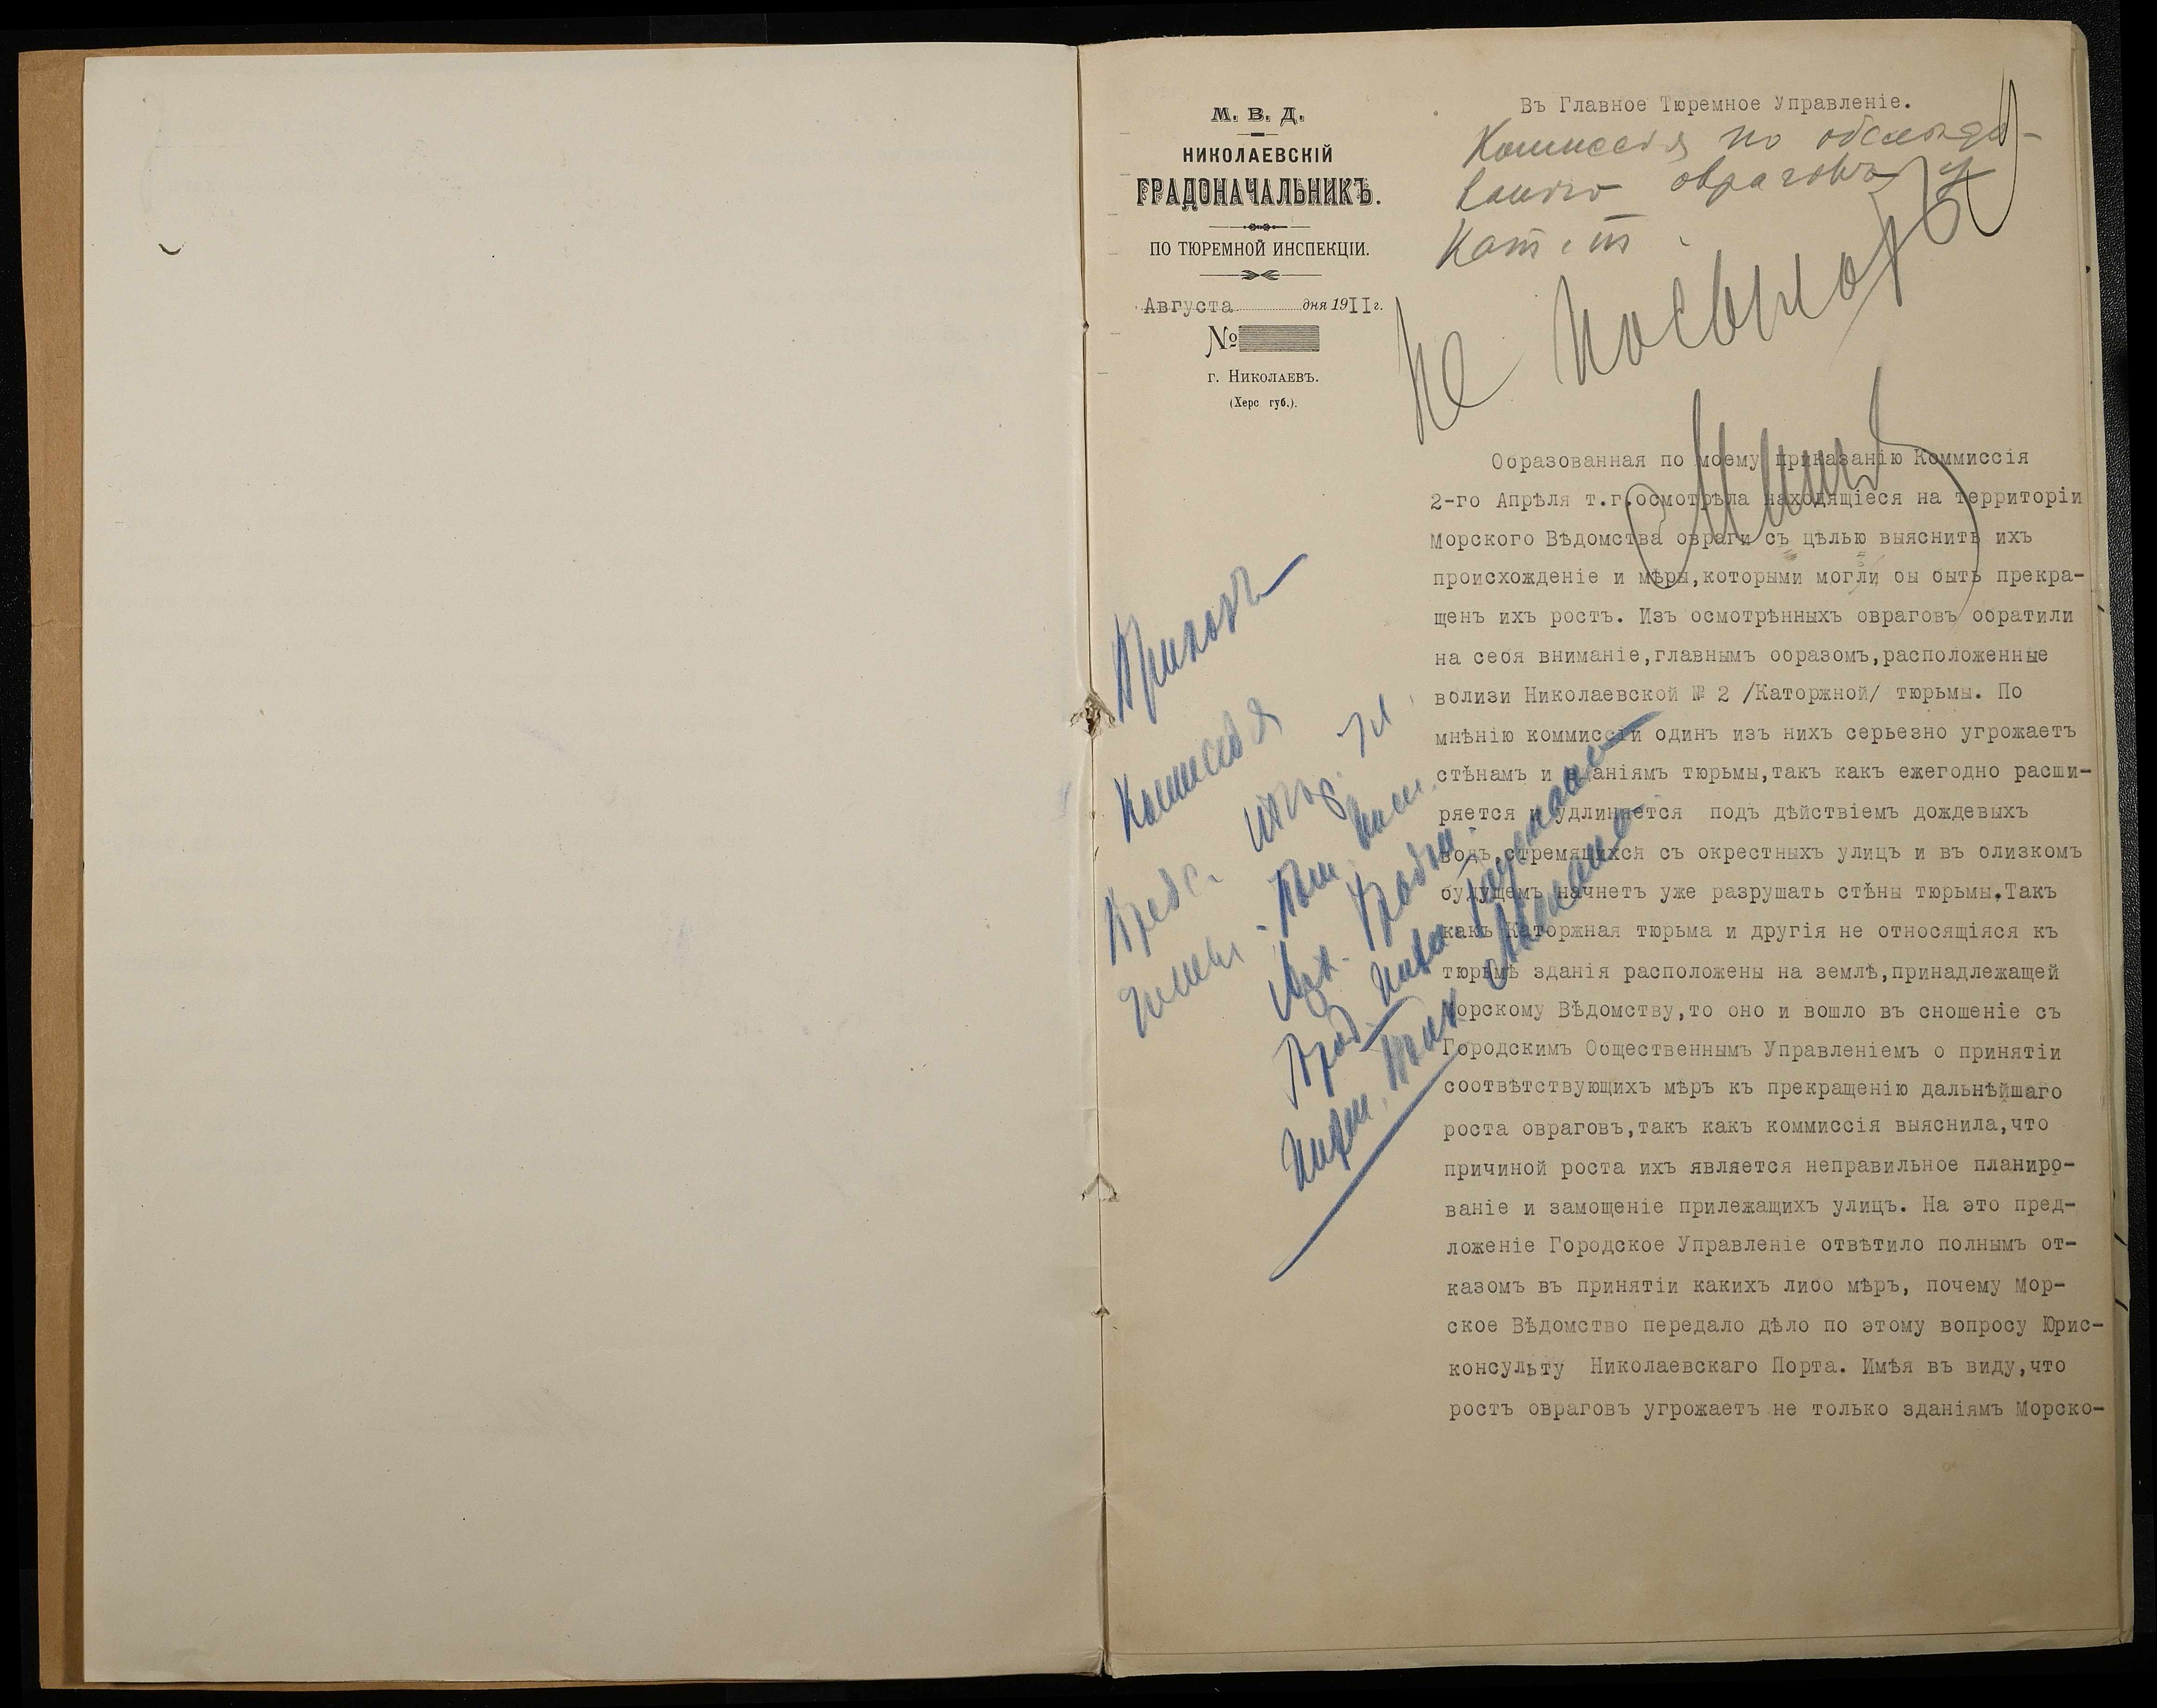 М. В. Д.
НИКОЛАЕВСКІЙ
ГРАДОНАЧАЛЬНИКЪ.
ПО ТЮРЕМНОЙ ИНСПЕКЦІИ.
Августа дня 1911 г.
№
г. Николаевъ.
(Херс. губ.).
Въ Главное Тюремное Управленіе.
Коммиссія по обслѣдо-
ванію овраговъ у
Кат. т.
Не посылать
Образованная по моему приказанію Коммиссія
2-го Апрѣля т.г.осмотрѣла находящіеся на территоріи
Морского Вѣдомства овраги съ цѣлью выяснить ихъ
происхожденіе и мѣры,которыми могли бы быть прекра-
щенъ ихъ ростъ. Изъ осмотрѣнныхъ овраговъ обратили
на себя вниманіе,главнымъ образомъ,расположенные
вблизи Николаевской № 2 /Каторжной/ тюрьмы. По
мнѣнію коммиссіи одинъ изъ нихъ серьезно угрожаетъ
стѣнамъ и зданіямъ тюрьмы,такъ какъ ежегодно расши-
ряется и удлиняется подъ дѣйствіемъ дождевыхъ
водъ,стремящихся съ окрестныхъ улицъ и въ близкомъ
будущемъ начнетъ уже разрушать стѣны тюрьмы.Такъ
какъ Каторжная тюрьма и другія не относящіяся къ
тюрьмѣ зданія расположены на землѣ,принадлежащей
Морскому Вѣдомству,то оно и вошло въ сношеніе съ
Городскимъ Общественнымъ Управленіемъ о принятіи
соотвѣтствующихъ мѣръ къ прекращенію дальнѣйшаго
роста овраговъ,такъ какъ коммиссія выяснила,что
причиной роста ихъ является неправильное планиро-
ваніе и замощеніе прилежащихъ улицъ. На это пред-
ложеніе Городское Управленіе отвѣтило полнымъ от-
казомъ въ принятіи какихъ либо мѣръ, почему Мор-
ское Вѣдомство передало дѣло по этому вопросу Юрис-
консульту Николаевскаго Порта. Имѣя въ виду,что
ростъ овраговъ угрожаетъ не только зданіямъ Морско-
Приказъ
Коммиссія